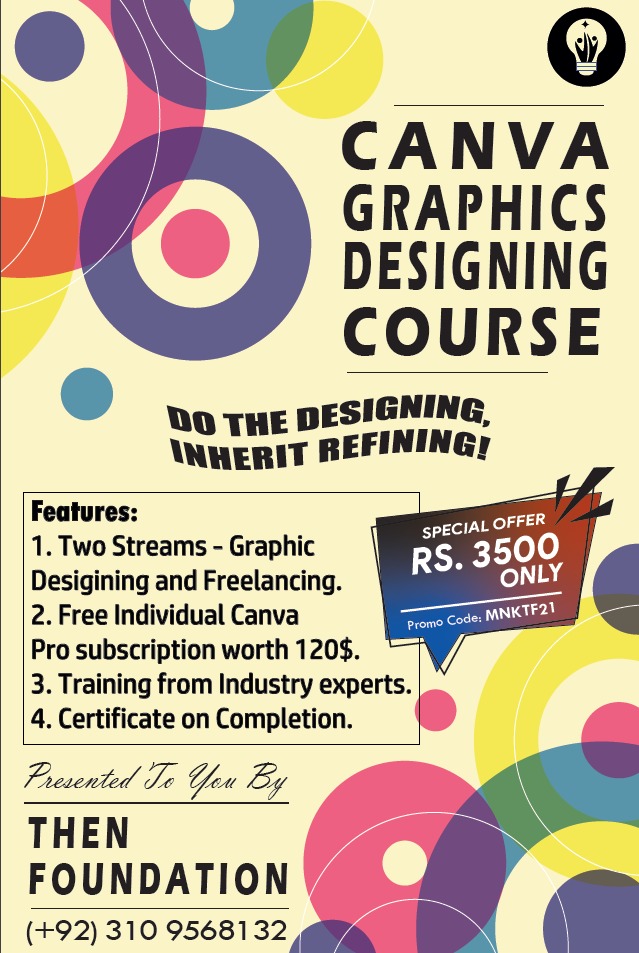 CANVA
GRAPHICS
DESIGNING
COURSE
DO THE DESIGNING,
INHERIT REFINING!
Features:
1. Two Streams - Graphic
Desigining and Freelancing.
2. Free Individual Canva
Pro subscription worth 120$.
3. Training from Industry experts.
4. Certificate on Completion.
SPECIAL OFFER
RS. 3500
ONLY
Promo Code: MNKTF21
Presented To You By
THEN
FOUNDATION
(+92) 310 9568132